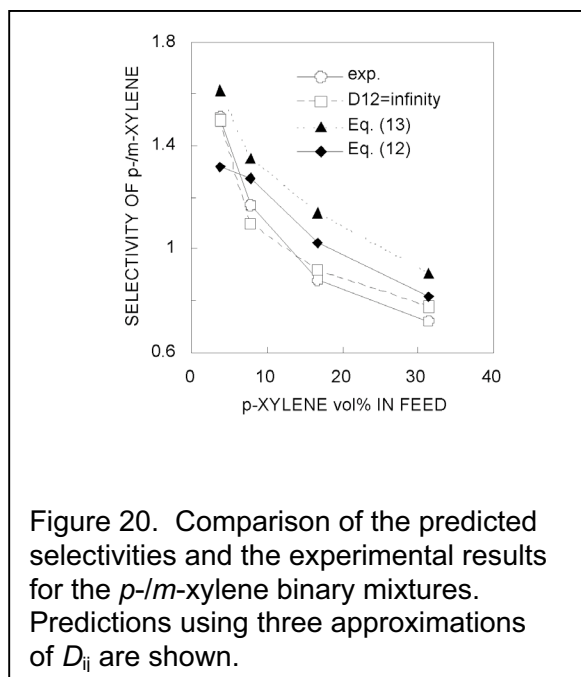 1.8
1.4
1
0.6
SELECTIVITY OF p-/m-XYLENE
exp.
D12=infinity
Eq. (13)
Eq. (12)
0 10 20 30 40
p-XYLENE vol% IN FEED
Figure 20. Comparison of the predicted
selectivities and the experimental results
for the p-/m-xylene binary mixtures.
Predictions using three approximations
of Dij are shown.